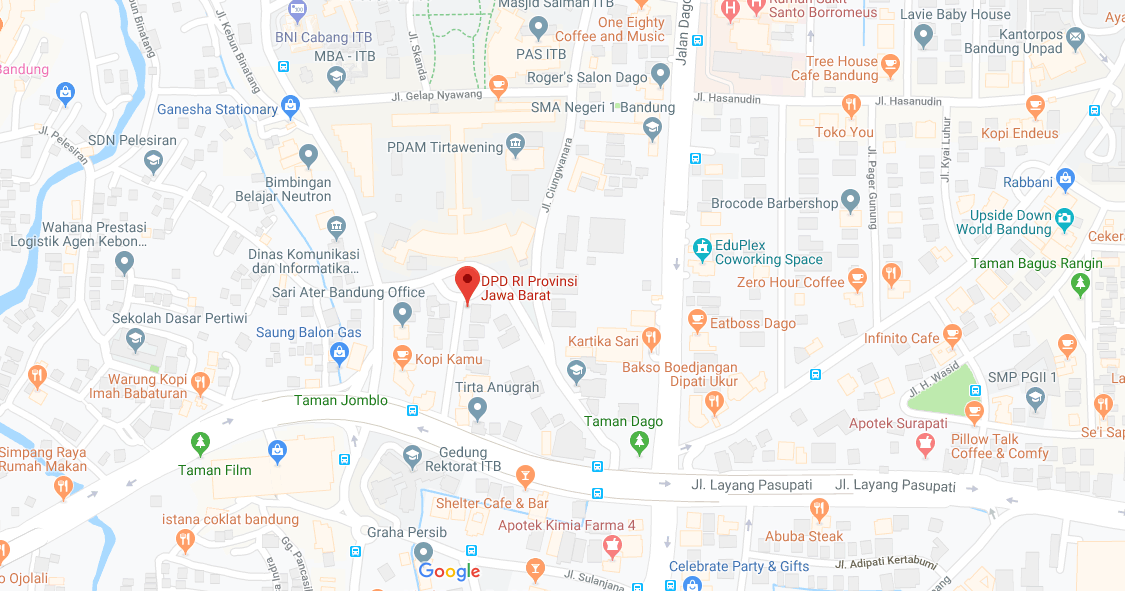 Masjid Salman ITB
Santo Borromeus
Lavie Baby House
Kantorpos
Bandung Unpad
BNI Cabang ITB
MBA - ITB
Jl. Kebun Binatang
Jl. Skanda
One Eighty
Coffee and Music
PAS ITB
Jalan Dago
Roger's Salon Dago
Tree House
Cafe Bandung
Bandung
Ganesha Stationary
Jl. Gelap Nyawang
SMA Negeri 1 Bandung
Jl. Hasanudin
Jl. Hasanudin
Toko You
Kopi Endeus
Jl. Pelesiran
SDN Pelesiran
PDAM Tirtawening
Jl. Ciungwanara
Jl. Pager Gunung
Jl. Kyai Luhur
Bimbingan
Belajar Neutron
Brocode Barbershop
Rabbani
Upside Down
World Bandung
Wahana Prestasi
Logistik Agen Kebon...
Dinas Komunikasi
dan Informatika...
EduPlex
Coworking Space
Taman Bagus Rangin
Zero Hour Coffee
DPD RI Provinsi
Jawa Barat
Sari Ater Bandung Office
Sekolah Dasar Pertiwi
Saung Balon Gas
Eatboss Dago
Infinito Cafe
Kartika Sari
Kopi Kamu
Bakso Boedjangan
Dipati Ukur
Warung Kopi
Imah Babaturan
Tirta Anugrah
Jl. H. Wasid
SMP PGII 1
Taman Jomblo
Taman Dago
Apotek Surapati
Pillow Talk
Coffee & Comfy
Se'i Sap
Simpang Raya
Rumah Makan
Taman Film
Gedung
Rektorat ITB
Jl. Layang Pasupati
Jl. Layang Pasupati
Shelter Cafe & Bar
istana coklat bandung
Graha Persib
Apotek Kimia Farma 4
Abuba Steak
Gg. Pancasil
o Ojolali
Google
Jl. Sulanjan
Celebrate Party & Gifts
Jl. Adipati Kertabumi